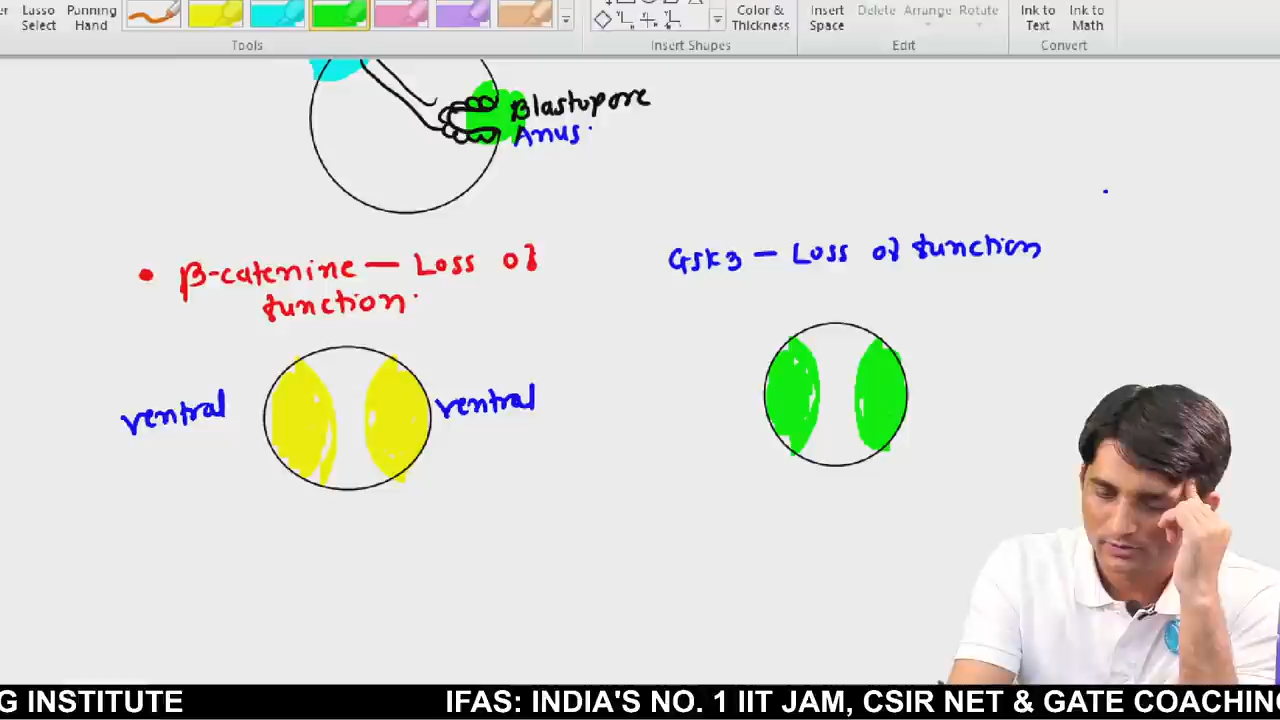 Lasso Select
Panning Hand
Color & Thickness
Insert Space
Delete
Arrange
Rotate
Ink to Text
Ink to Math
Tools
Insert Shapes
Edit
Convert
Blastopore
Anus
• β-catenine — Loss of
function
Gsk3 — Loss of function
ventral
ventral
G INSTITUTE
IFAS: INDIA'S NO. 1 IIT JAM, CSIR NET & GATE COACHING